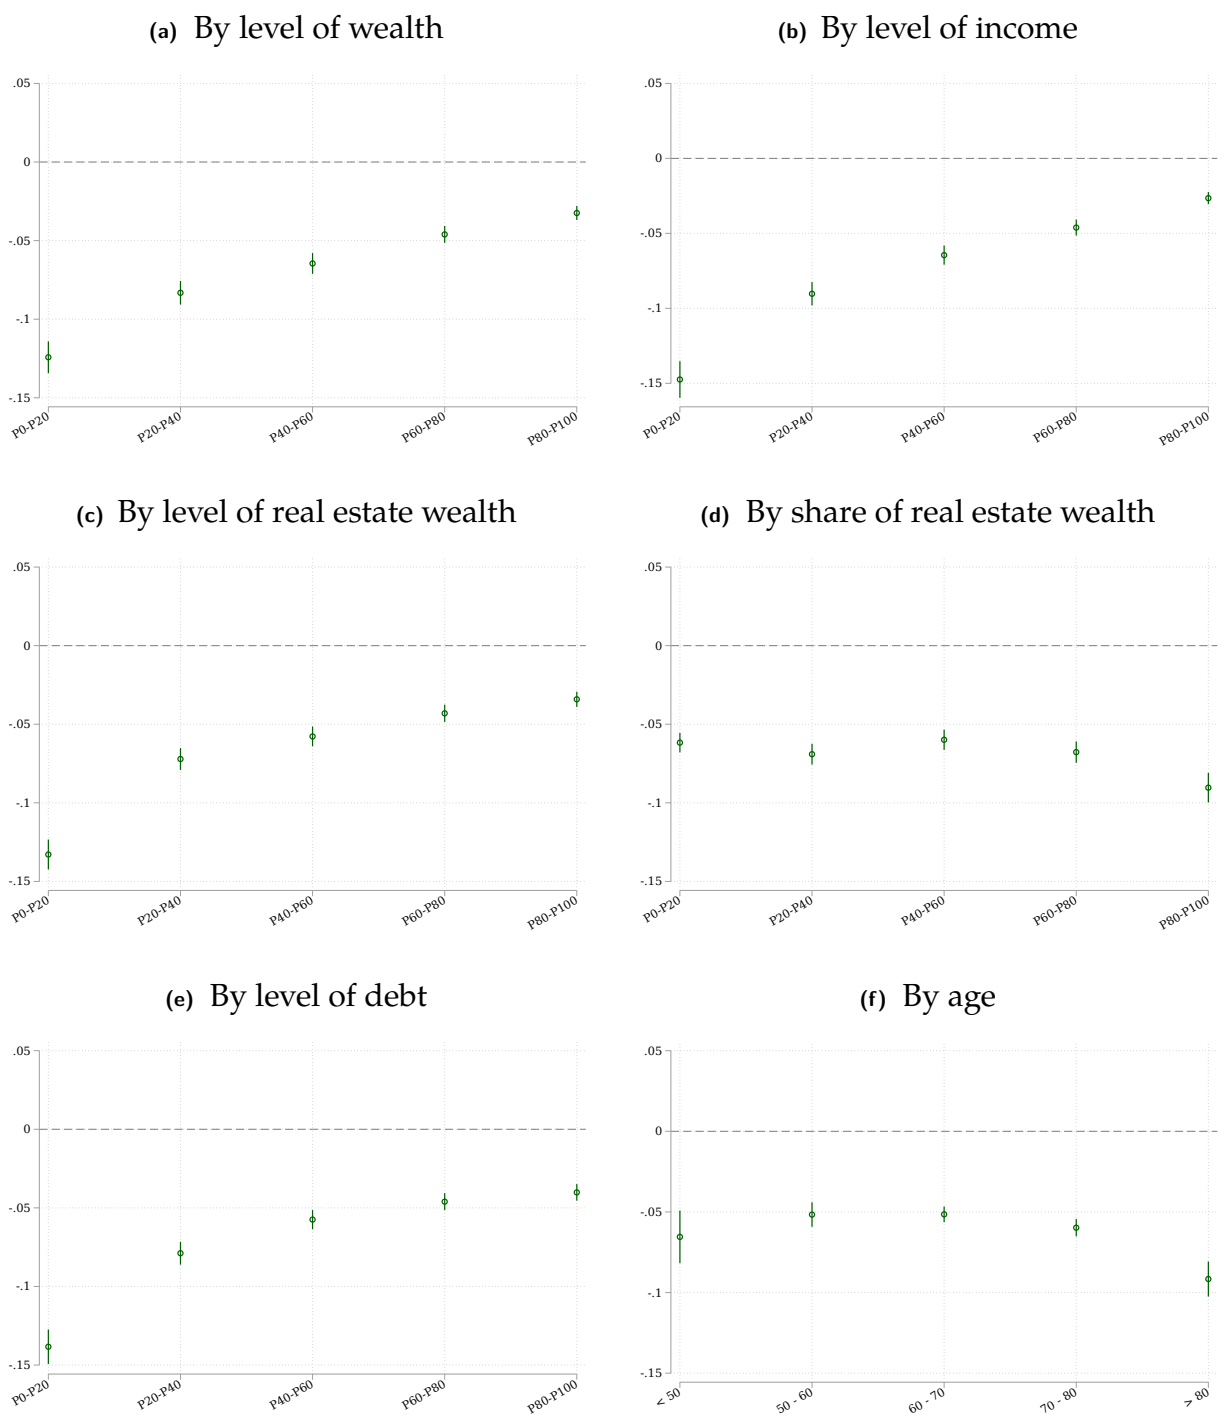 (a) By level of wealth
.05
0
-.05
-.1
-.15
P0-P20
P20-P40
P40-P60
P60-P80
P80-P100
(b) By level of income
.05
0
-.05
-.1
-.15
P0-P20
P20-P40
P40-P60
P60-P80
P80-P100
(c) By level of real estate wealth
.05
0
-.05
-.1
-.15
P0-P20
P20-P40
P40-P60
P60-P80
P80-P100
(d) By share of real estate wealth
.05
0
-.05
-.1
-.15
P0-P20
P20-P40
P40-P60
P60-P80
P80-P100
(e) By level of debt
.05
0
-.05
-.1
-.15
P0-P20
P20-P40
P40-P60
P60-P80
P80-P100
(f) By age
.05
0
-.05
-.1
-.15
< 50
50 - 60
60 - 70
70 - 80
> 80